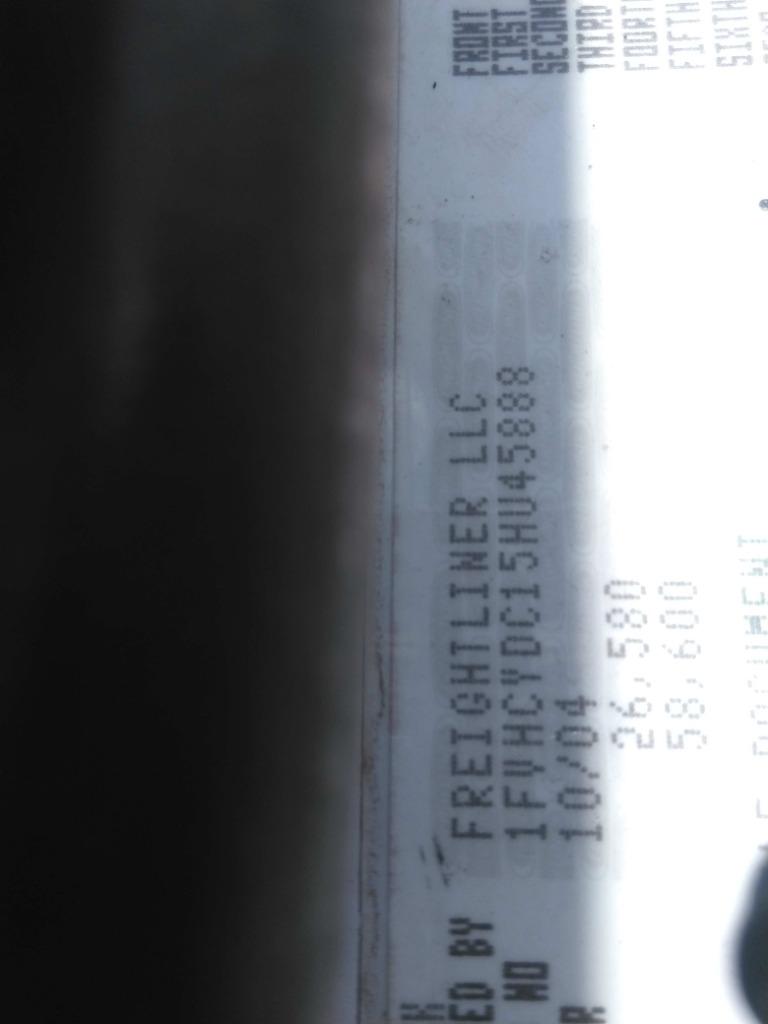 K
ED BY FREIGHTLINER LLC FRONT
NO 1FVHCYDC15HU45888 FIRST
10/04 SECOND
R THIRD
26,580 FOURTH
58,600 FIFTH
SIXTH